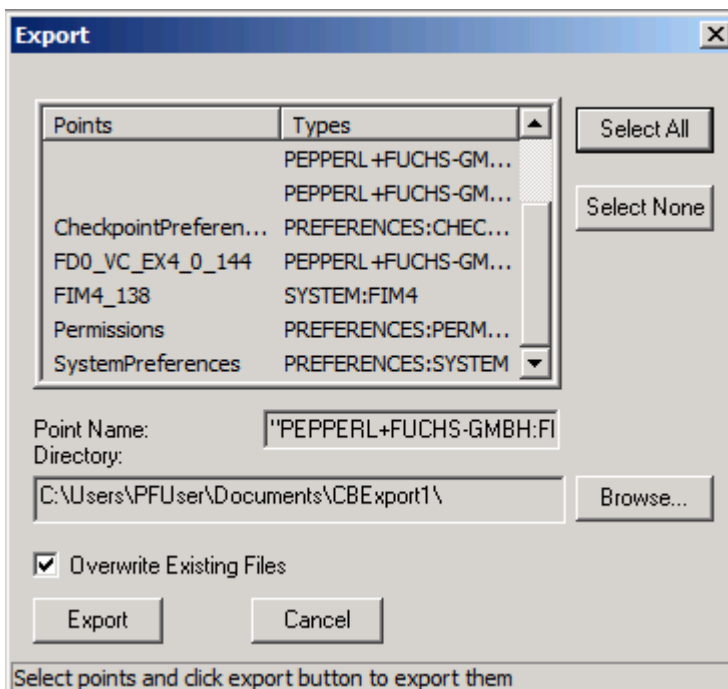 Export
Points Types
PEPPERL+FUCHS-GM...
PEPPERL+FUCHS-GM...
CheckpointPreferen... PREFERENCES:CHEC...
FD0_VC_EX4_0_144 PEPPERL+FUCHS-GM...
FIM4_138 SYSTEM:FIM4
Permissions PREFERENCES:PERM...
SystemPreferences PREFERENCES:SYSTEM
Select All
Select None
Point Name: "PEPPERL+FUCHS-GMBH:FI
Directory:
C:\Users\PFUser\Documents\CBExport1\
Browse...
Overwrite Existing Files
Export Cancel
Select points and click export button to export them